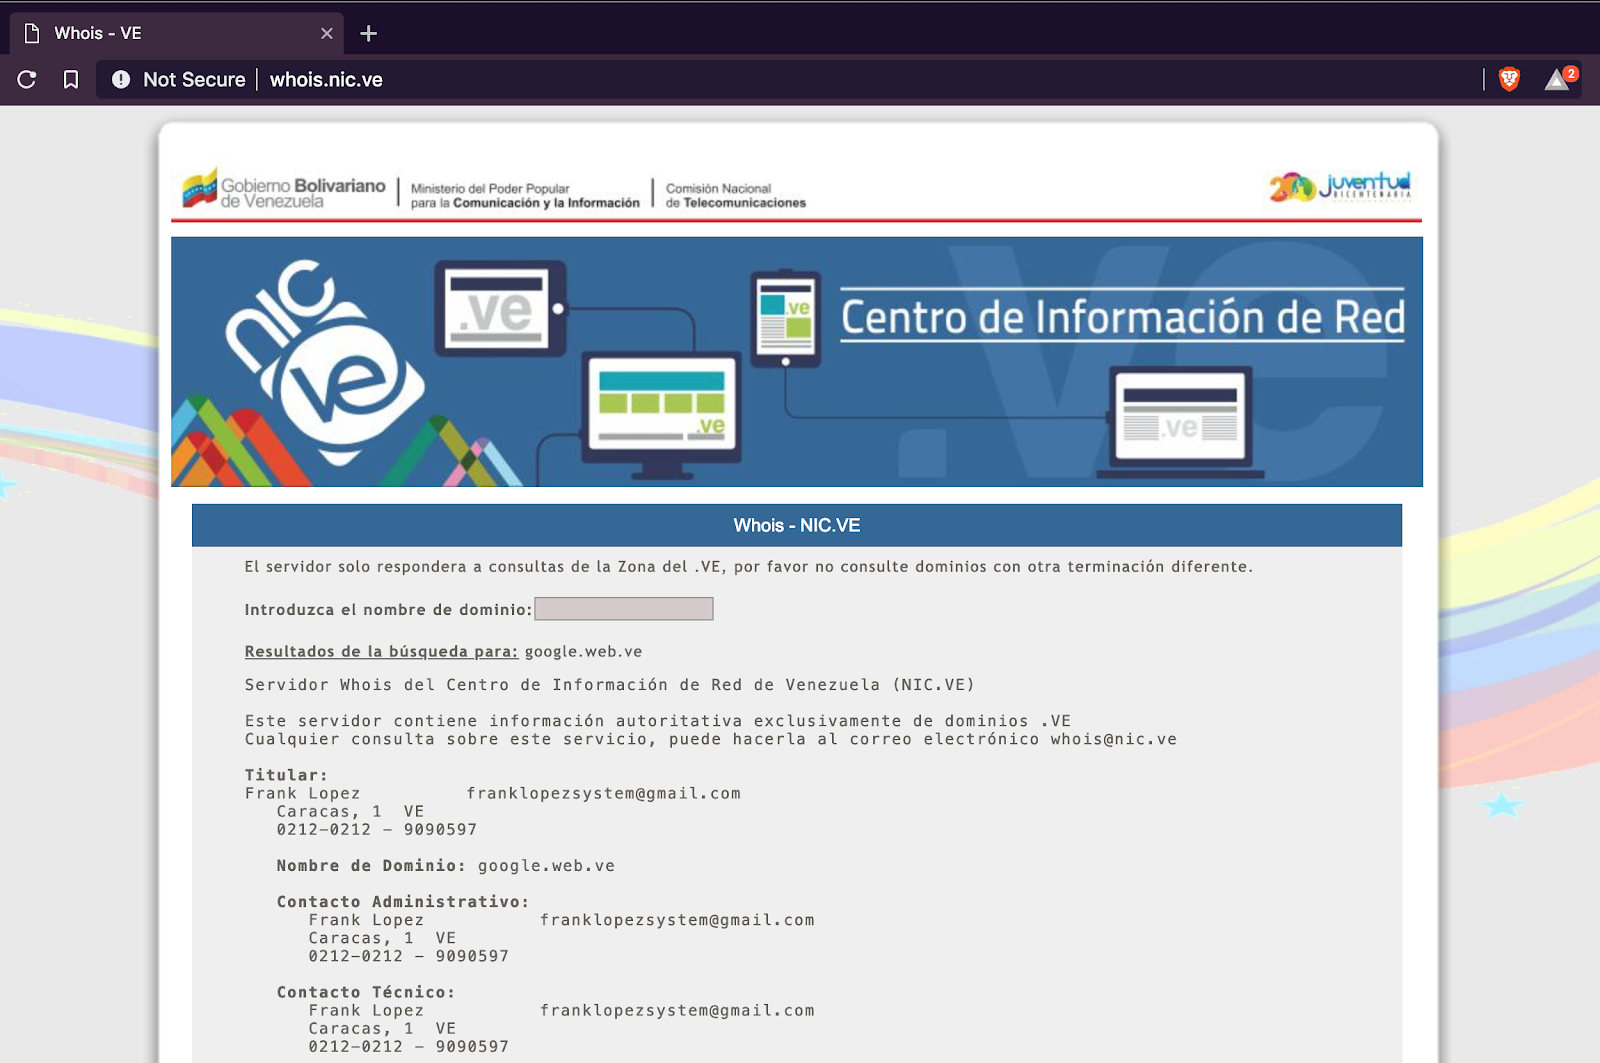 Whois - VE
Not Secure whois.nic.ve
2
Gobierno Bolivariano
de Venezuela
Ministerio del Poder Popular
para la Comunicación y la Información
Comisión Nacional
de Telecomunicaciones
200 juventud
BICENTENARIA
nic
ve
.ve
.ve
.ve
.ve
.ve
Centro de Información de Red
Whois - NIC.VE
El servidor solo respondera a consultas de la Zona del .VE, por favor no consulte dominios con otra terminación diferente.
Introduzca el nombre de dominio:
Resultados de la búsqueda para: google.web.ve
Servidor Whois del Centro de Información de Red de Venezuela (NIC.VE)
Este servidor contiene información autoritativa exclusivamente de dominios .VE
Cualquier consulta sobre este servicio, puede hacerla al correo electrónico whois@nic.ve
Titular:
Frank Lopez franklopezsystem@gmail.com
Caracas, 1 VE
0212-0212 - 9090597
Nombre de Dominio: google.web.ve
Contacto Administrativo:
Frank Lopez franklopezsystem@gmail.com
Caracas, 1 VE
0212-0212 - 9090597
Contacto Técnico:
Frank Lopez franklopezsystem@gmail.com
Caracas, 1 VE
0212-0212 - 9090597